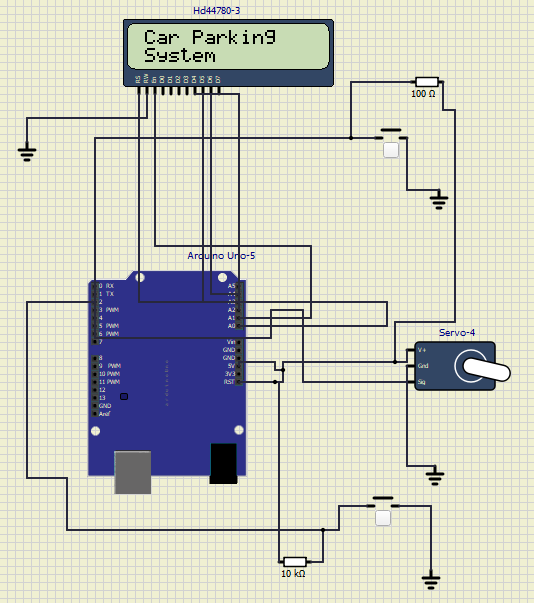 Hd44780-3
Car Parking
System
RS RW En D0 D1 D2 D3 D4 D5 D6 D7
100 Ω
Arduino Uno-5
0 RX
1 TX
2
3 PWM
4
5 PWM
6 PWM
7
8
9 PWM
10 PWM
11 PWM
12
13
GND
Aref
A5
A2
A1
A0
Vin
GND
GND
5V
3V3
RST
Servo-4
V+
Gnd
Sig
10 kΩ